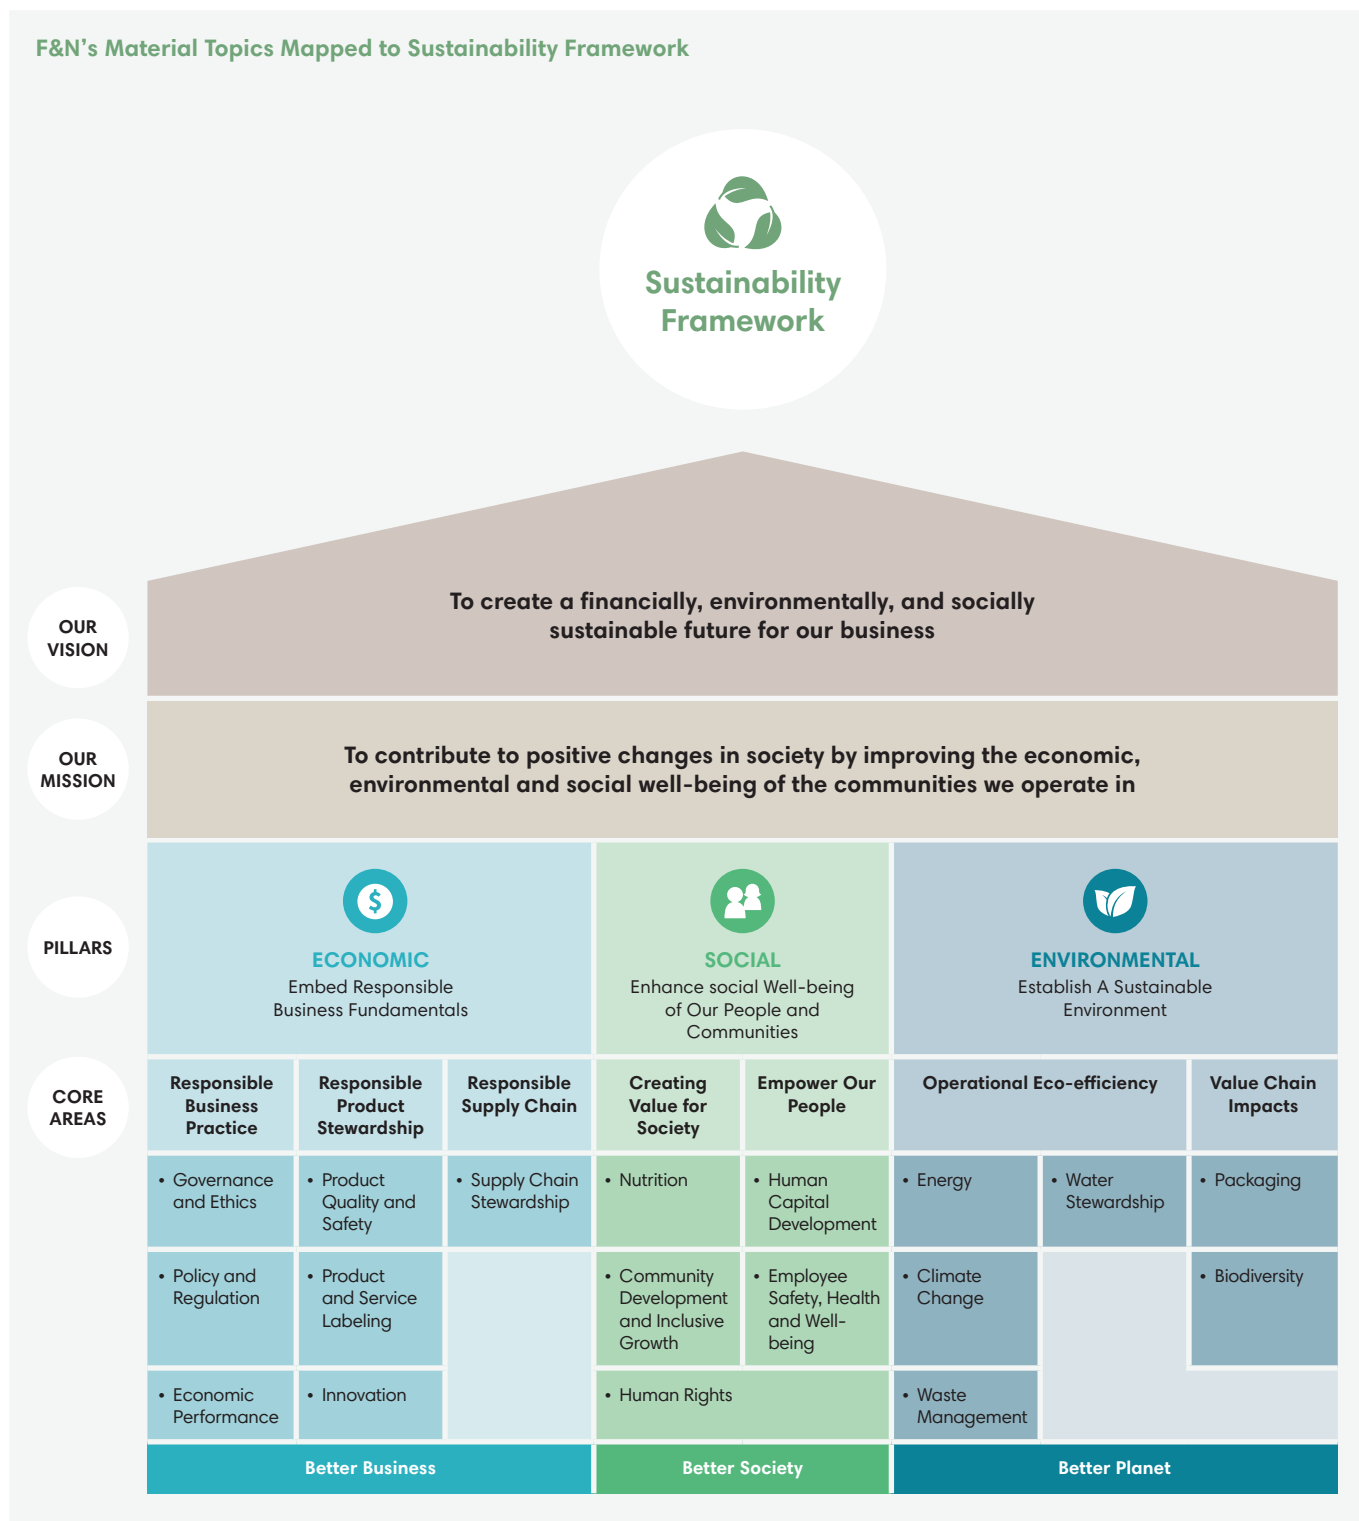 F&N's Material Topics Mapped to Sustainability Framework
Sustainability
Framework
OUR
VISION
To create a financially, environmentally, and socially
sustainable future for our business
OUR
MISSION
To contribute to positive changes in society by improving the economic,
environmental and social well-being of the communities we operate in
PILLARS
$
ECONOMIC
Embed Responsible
Business Fundamentals
SOCIAL
Enhance social Well-being
of Our People and
Communities
ENVIRONMENTAL
Establish A Sustainable
Environment
CORE
AREAS
Responsible
Business
Practice
Responsible
Product
Stewardship
Responsible
Supply Chain
Creating
Value for
Society
Empower Our
People
Operational Eco-efficiency
Value Chain
Impacts
• Governance
and Ethics
• Product
Quality and
Safety
• Supply Chain
Stewardship
• Nutrition
• Human
Capital
Development
• Energy
• Water
Stewardship
• Packaging
• Policy and
Regulation
• Product
and Service
Labeling
• Community
Development
and Inclusive
Growth
• Employee
Safety, Health
and Well-
being
• Climate
Change
• Biodiversity
• Economic
Performance
• Innovation
• Human Rights
• Waste
Management
Better Business
Better Society
Better Planet